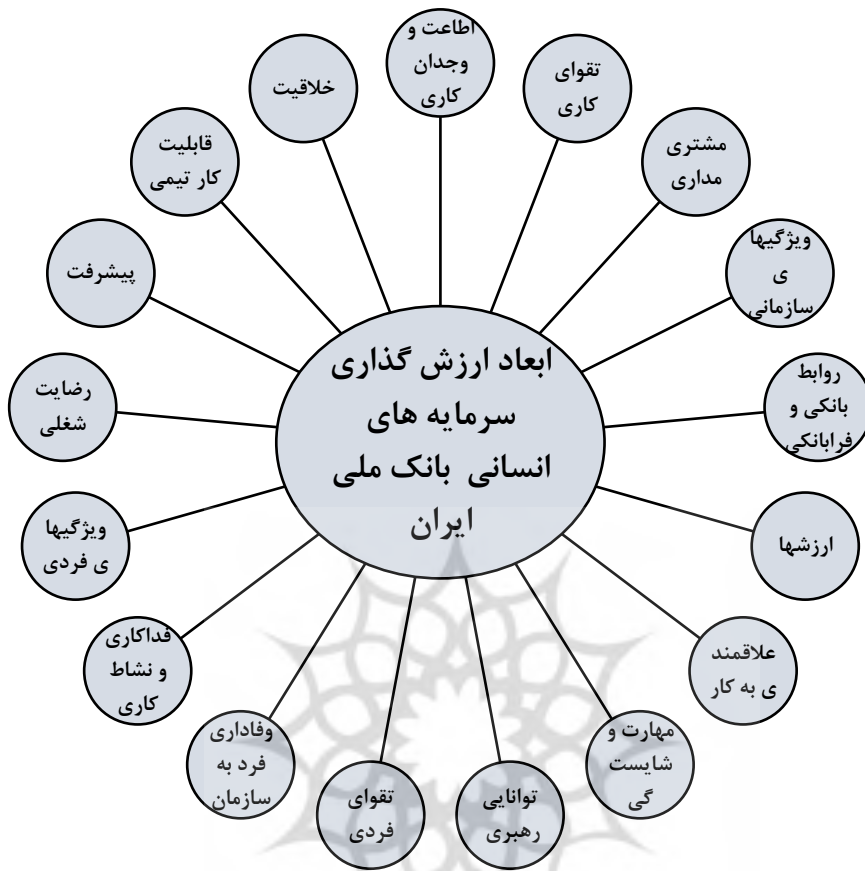 اطاعت و
وجدان
کاری
تقوای
کاری
مشتری
مداری
ویژگیها
ی
سازمانی
روابط
بانکی و
فرابانکی
ارزشها
علاقمند
ی به کار
مهارت و
شایست
گی
توانایی
رهبری
تقوای
فردی
وفاداری
فرد به
سازمان
فداکاری
و نشاط
کاری
ویژگیها
ی فردی
رضایت
شغلی
پیشرفت
قابلیت
کار تیمی
خلاقیت
ابعاد ارزش گذاری
سرمایه های
انسانی بانک ملی
ایران